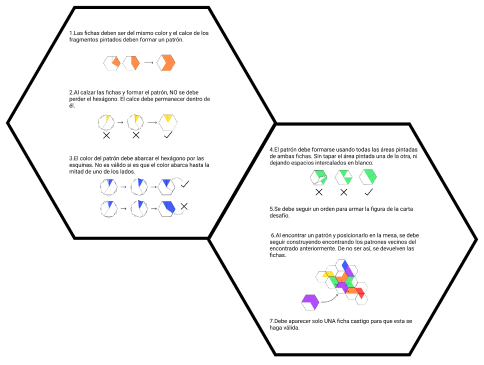 1.Las fichas deben ser del mismo color y el calce de los
fragmentos pintados deben formar un patrón.
2.Al calzar las fichas y formar el patrón, NO se debe
perder el hexágono. El calce debe permanecer dentro de
él.
3.El color del patrón debe abarcar el hexágono por las
esquinas. No es válido si es que el color abarca hasta la
mitad de uno de los lados.
4.El patrón debe formarse usando todas las áreas pintadas
de ambas fichas. Sin tapar el área pintada una de la otra, ni
dejando espacios intercalados en blanco.
5.Se debe seguir un orden para armar la figura de la carta
desafío.
6.Al encontrar un patrón y posicionarlo en la mesa, se debe
seguir construyendo encontrando los patrones vecinos del
encontrado anteriormente. De no ser así, se devuelven las
fichas.
7.Debe aparecer solo UNA ficha castigo para que esta se
haga válida.